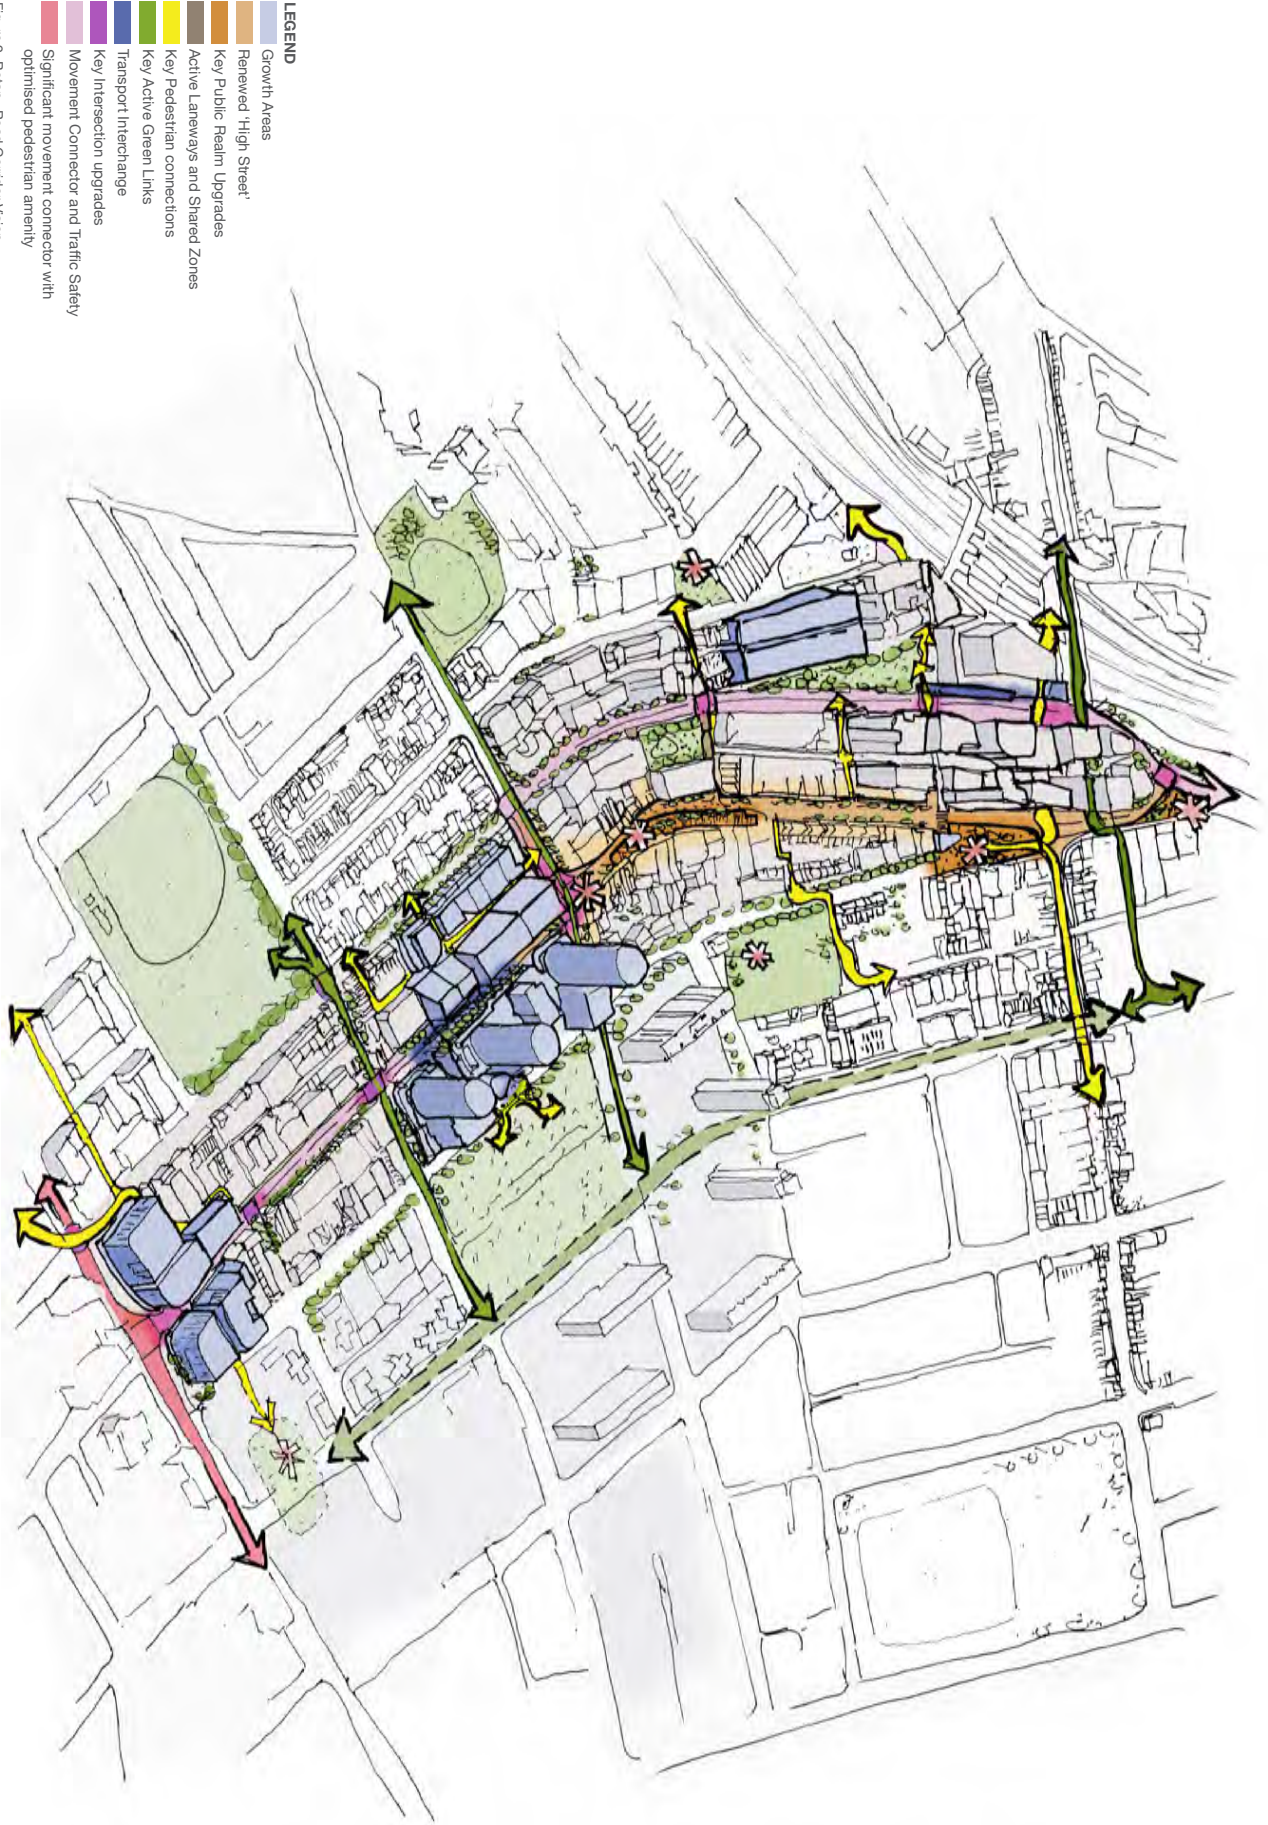 LEGEND
Growth Areas
Renewed 'High Street'
Key Public Realm Upgrades
Active Laneways and Shared Zones
Key Pedestrian connections
Key Active Green Links
Transport Interchange
Key Intersection upgrades
Movement Connector and Traffic Safety
Significant movement connector with
optimised pedestrian amenity